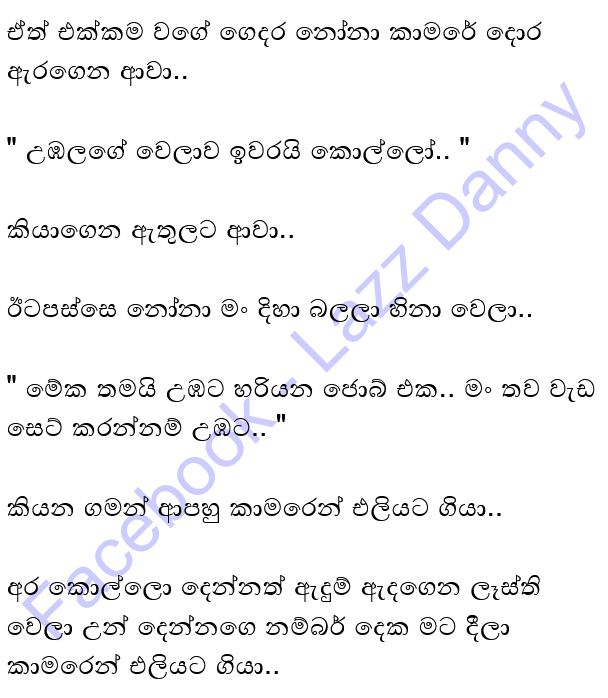 ඒත් එක්කම වගේ ගෙදර නෝනා කාමරේ දොර
ඇරගෙන ආවා..
" උඹලගේ වෙලාව ඉවරයි කොල්ලෝ.. "
කියාගෙන ඇතුලට ආවා..
ඊටපස්සෙ නෝනා මං දිහා බලලා හිනා වෙලා..
" මේක තමයි උඹට හරියන ජොබ් එක.. මං තව වැඩ
සෙට් කරන්නම් උඹට.. "
කියන ගමන් ආපහු කාමරෙන් එලියට ගියා..
අර කොල්ලො දෙන්නත් ඇදුම් ඇදගෙන ලෑස්ති
වෙලා උන් දෙන්නගෙ නම්බර් දෙක මට දීලා
කාමරෙන් එලියට ගියා..
Facebook - Lazz Danny